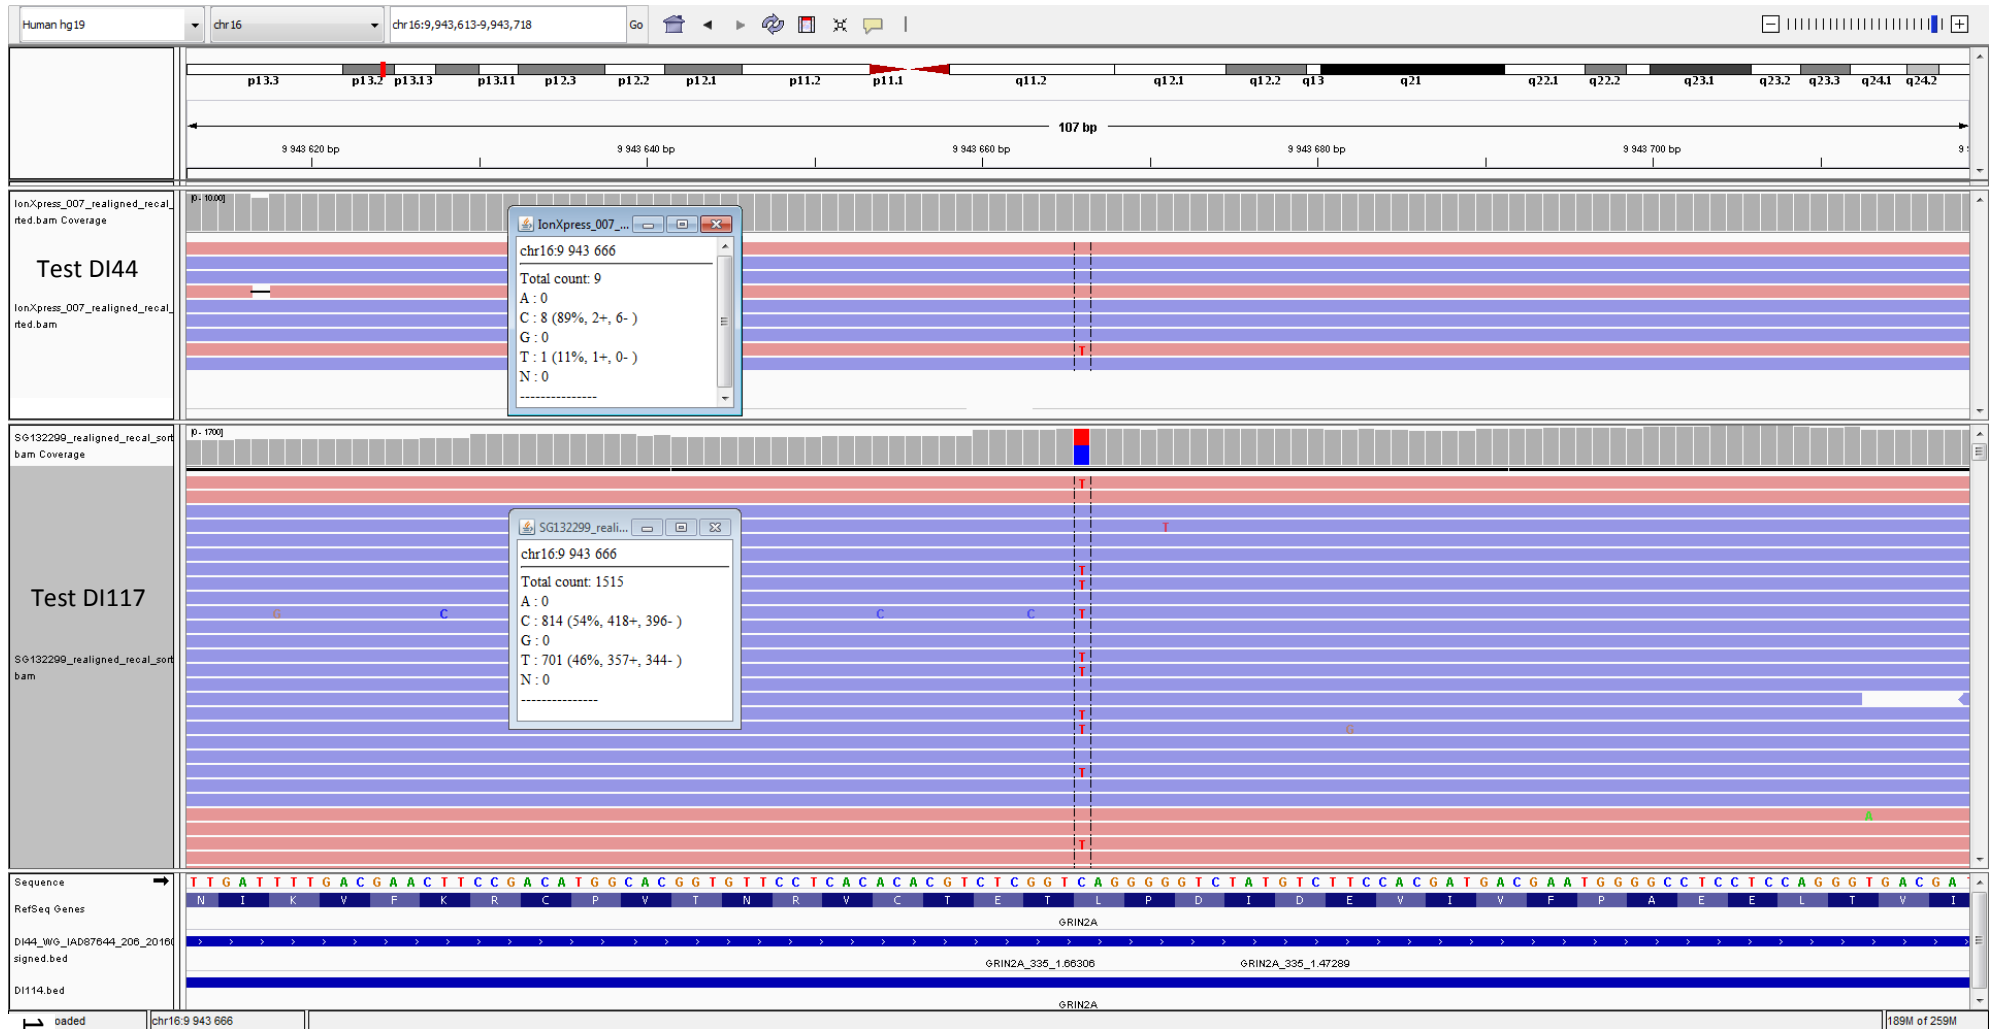 Human hg19 chr16 chr16:9,943,613-9,943,718 Go
p13.3 p13.2 p13.13 p13.11 p12.3 p12.2 p12.1 p11.2 p11.1 q11.2 q12.1 q12.2 q13 q21 q22.1 q22.2 q23.1 q23.2 q23.3 q24.1 q24.2
107 bp
9 943 620 bp 9 943 640 bp 9 943 660 bp 9 943 680 bp 9 943 700 bp
IonXpress_007_realigned_recal_
rted.bam Coverage
[0 - 10.00]
Test DI44
IonXpress_007_realigned_recal_
rted.bam
IonXpress_007_...
chr16:9 943 666
Total count: 9
A : 0
C : 8 (89%, 2+, 6- )
G : 0
T : 1 (11%, 1+, 0- )
N : 0
---------------
T
SG132299_realigned_recal_sort
bam Coverage
[0 - 1700]
Test DI117
SG132299_realigned_recal_sort
bam
SG132299_reali...
chr16:9 943 666
Total count: 1515
A : 0
C : 814 (54%, 418+, 396- )
G : 0
T : 701 (46%, 357+, 344- )
N : 0
---------------
T
T
T
T
G C C C T
T
T
T
T
G
T
A
T
Sequence
T T G A T T T T G A C G A A C T T C C G A C A T G G C A C G G T G T T C C T C A C A C A C G T C T C G G T C A G G G G G T C T A T G T C T T C C A C G A T G A C G A A T G G G G C C T C C T C C A G G G T G A C G A
RefSeq Genes
N I K V F K R C P V T N R V C T E T L P D I D E V I V F P A E E L T V I
GRIN2A
DI44_WG_IAD87644_206_2016
signed.bed
GRIN2A_335_1.66306 GRIN2A_335_1.47289
DI114.bed
GRIN2A
oaded chr16:9 943 666 189M of 259M